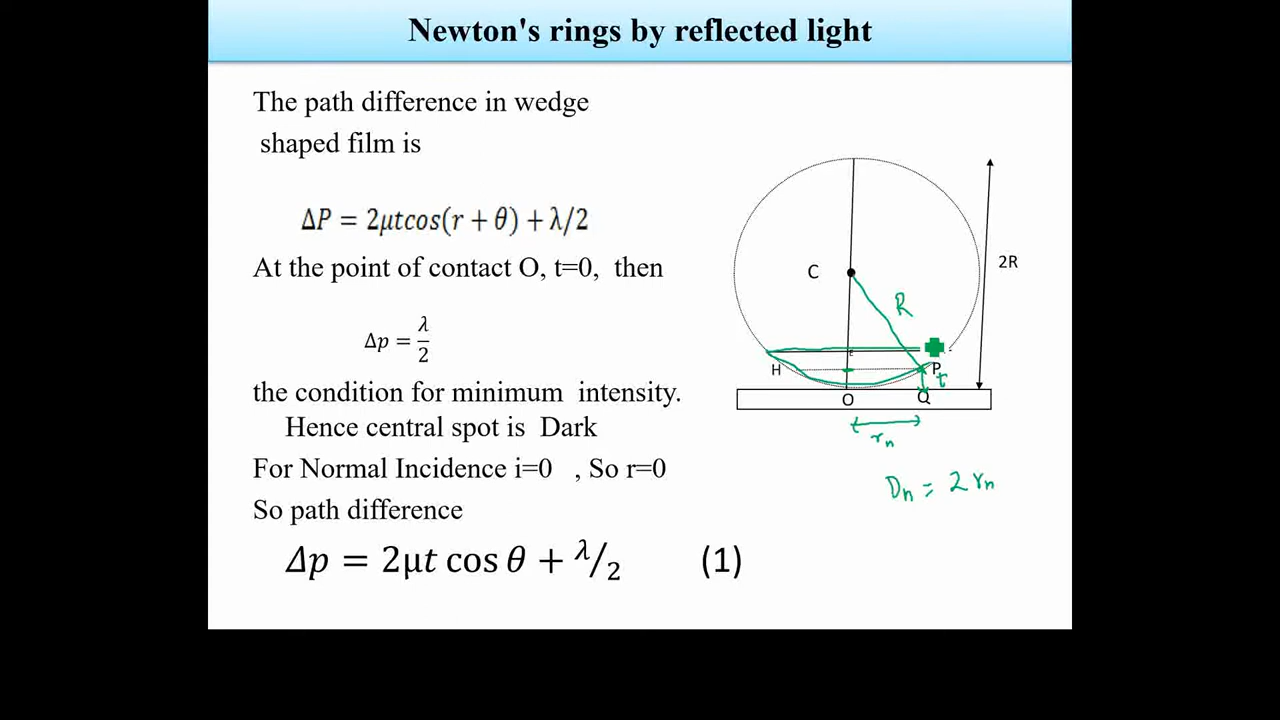 Newton's rings by reflected light
The path difference in wedge
shaped film is
ΔP = 2μtcos(r + θ) + λ/2
At the point of contact O, t=0, then
Δp = λ/2
the condition for minimum intensity.
Hence central spot is Dark
For Normal Incidence i=0 , So r=0
So path difference
Δp = 2μt cos θ + λ/2 (1)
C
2R
R
E
H
P
t
O
Q
rn
Dn = 2 rn